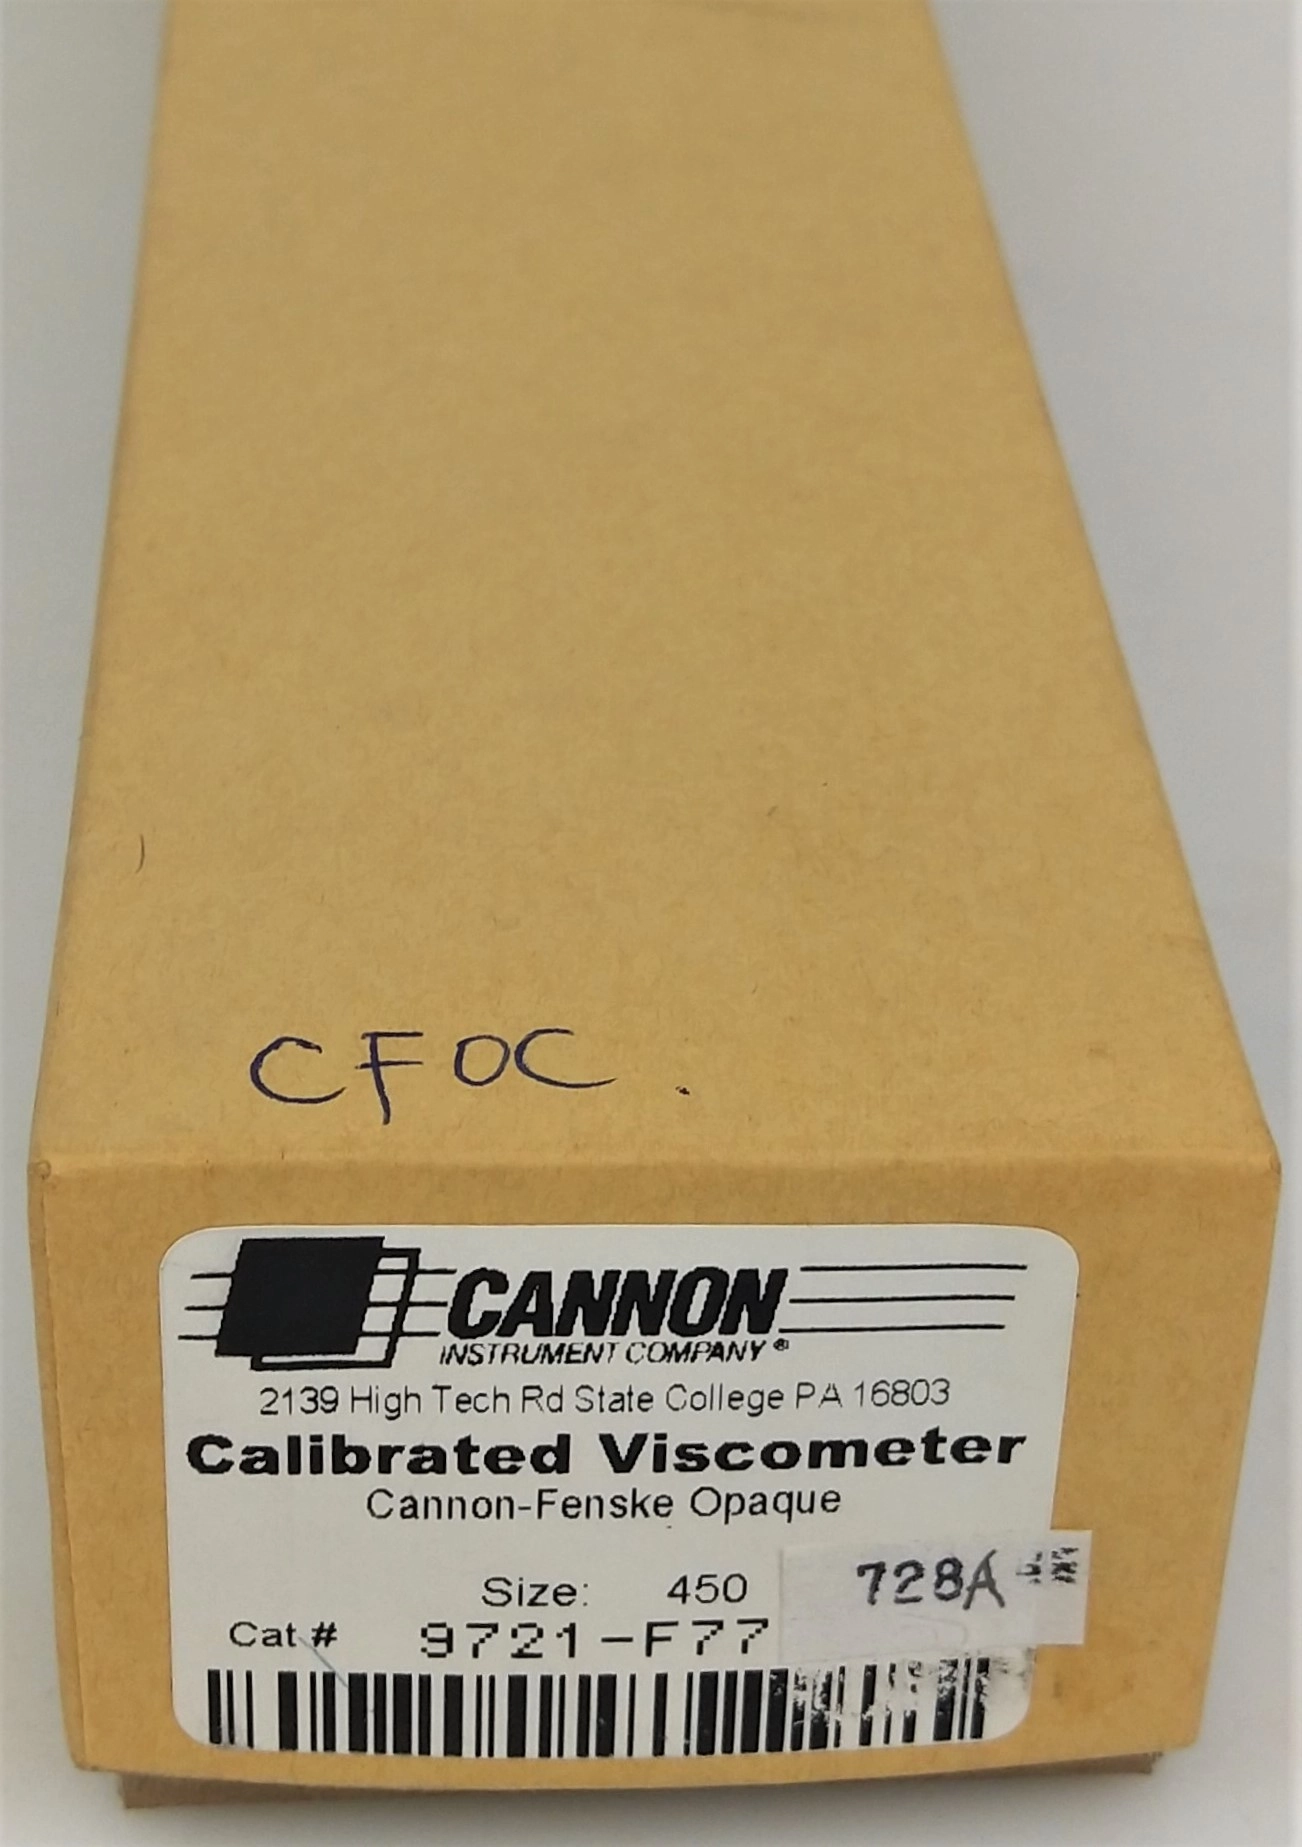 CFOC
CANNON
INSTRUMENT COMPANY ®
2139 High Tech Rd State College PA 16803
Calibrated Viscometer
Cannon-Fenske Opaque
Size: 450 728A
Cat # 9721-F77